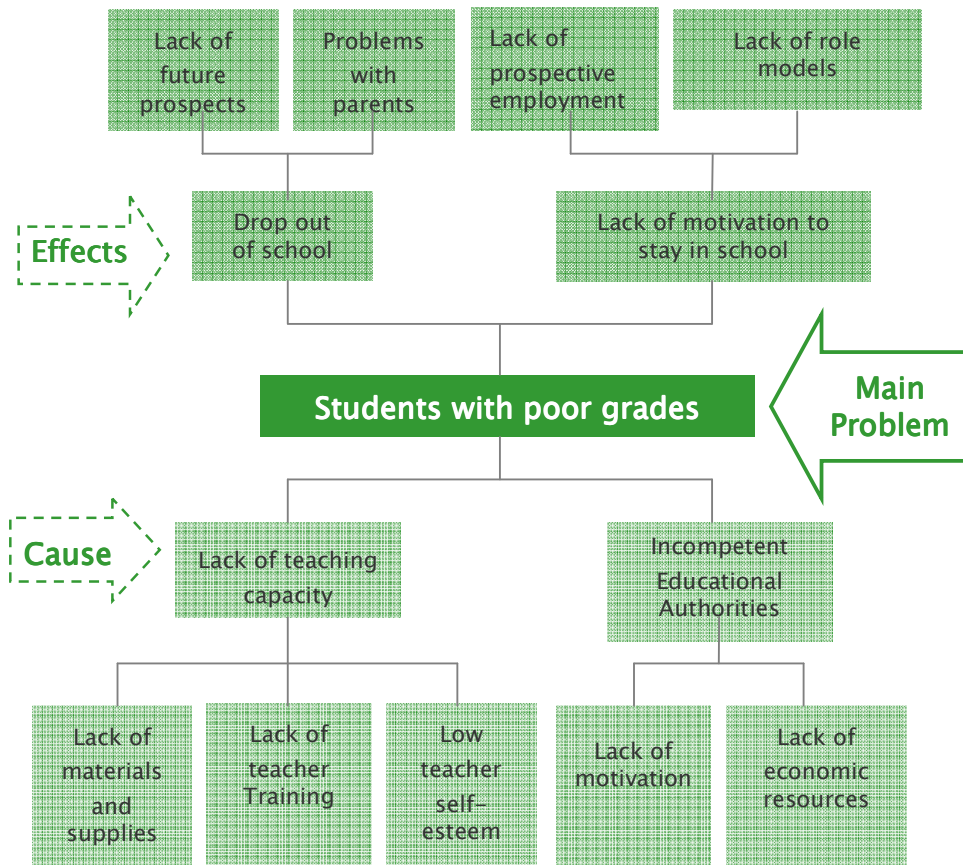 Lack of
future
prospects
Problems
with
parents
Lack of
prospective
employment
Lack of role
models
Effects
Drop out
of school
Lack of motivation to
stay in school
Students with poor grades
Main
Problem
Cause
Lack of teaching
capacity
Incompetent
Educational
Authorities
Lack of
materials
and
supplies
Lack of
teacher
Training
Low
teacher
self-
esteem
Lack of
motivation
Lack of
economic
resources